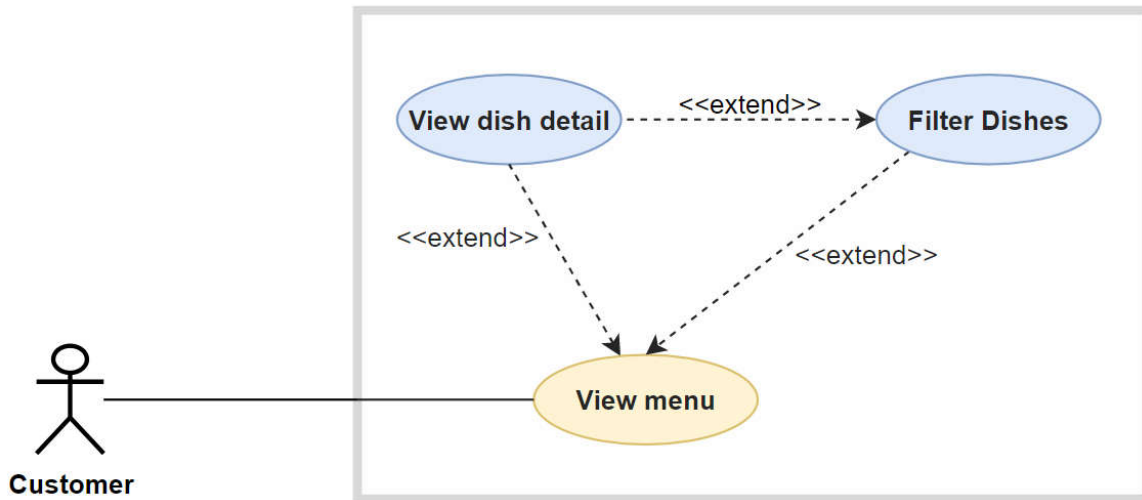 <<extend>>
View dish detail
Filter Dishes
<<extend>>
<<extend>>
View menu
Customer